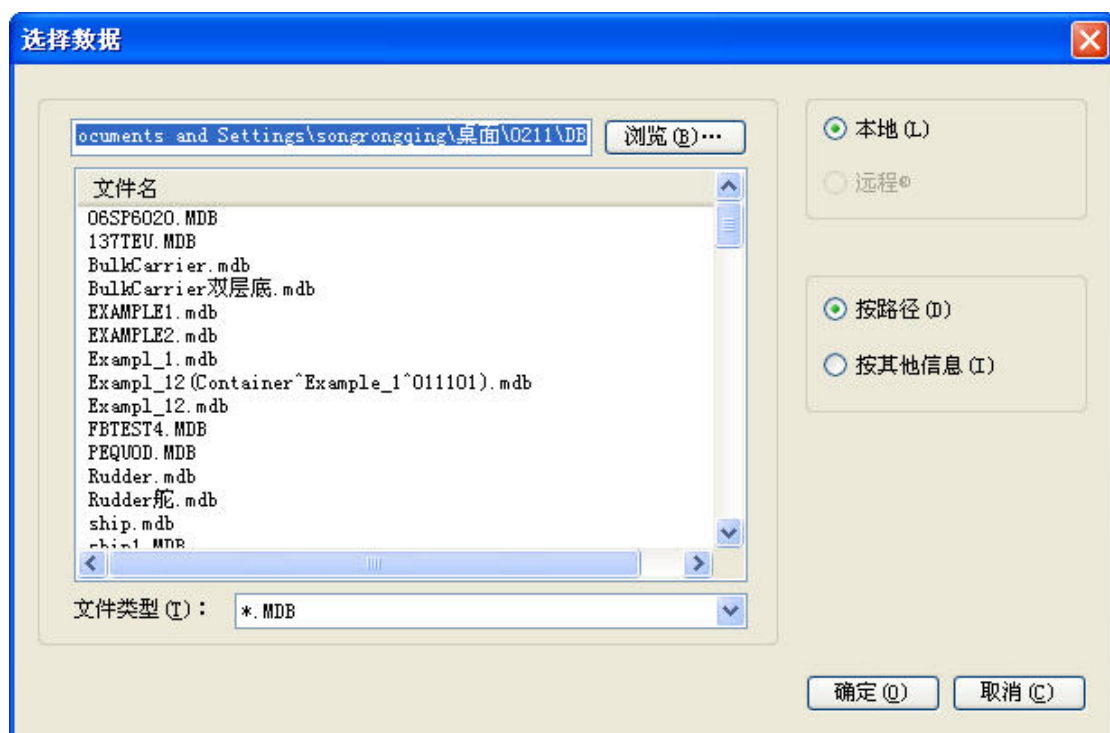 选择数据
ocuments and Settings\songrongqing\桌面\0211\DB
浏览(B)…
本地(L)
远程®
文件名
06SP6020.MDB
137TEU.MDB
BulkCarrier.mdb
BulkCarrier双层底.mdb
EXAMPLE1.mdb
EXAMPLE2.mdb
Exampl_1.mdb
Exampl_12(Container^Example_1^011101).mdb
Exampl_12.mdb
FBTEST4.MDB
PEQUOD.MDB
Rudder.mdb
Rudder舵.mdb
ship.mdb
ship1.MDB
按路径(D)
按其他信息(I)
文件类型(T)：
*.MDB
确定(O)
取消(C)